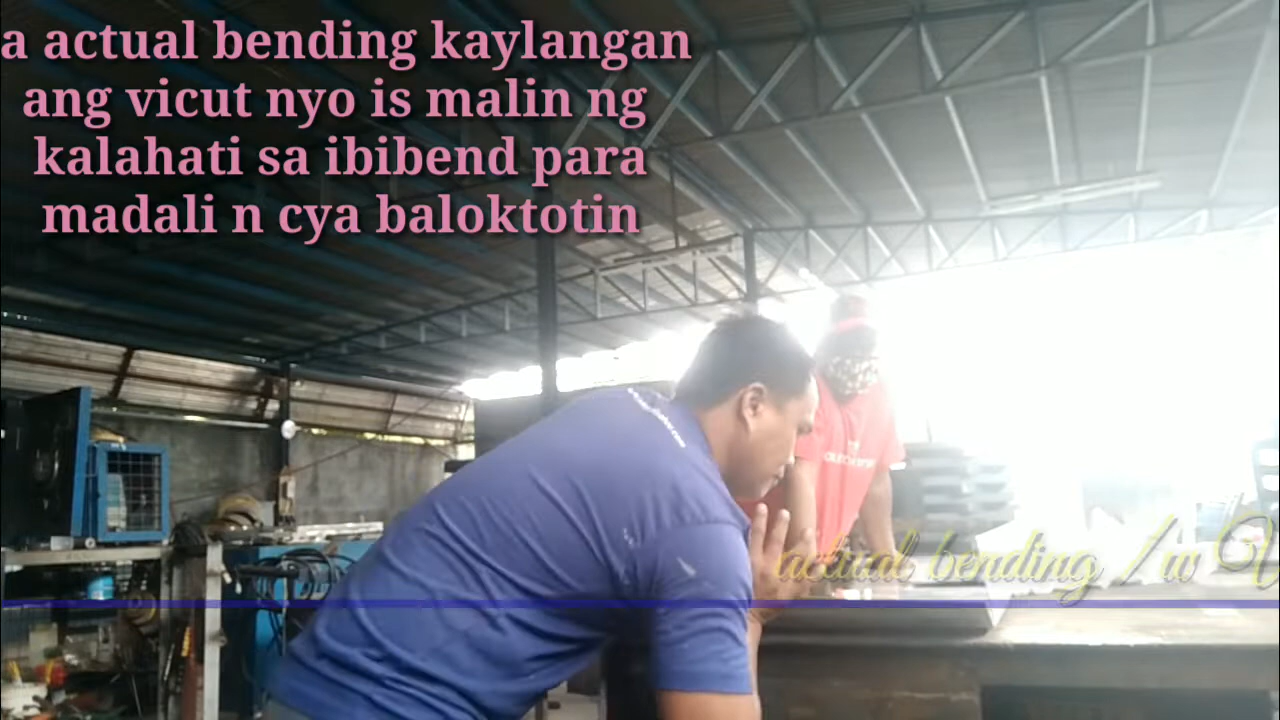 a actual bending kaylangan
ang vicut nyo is malin ng
kalahati sa ibibend para
madali n cya baloktotin
actual bending /w V